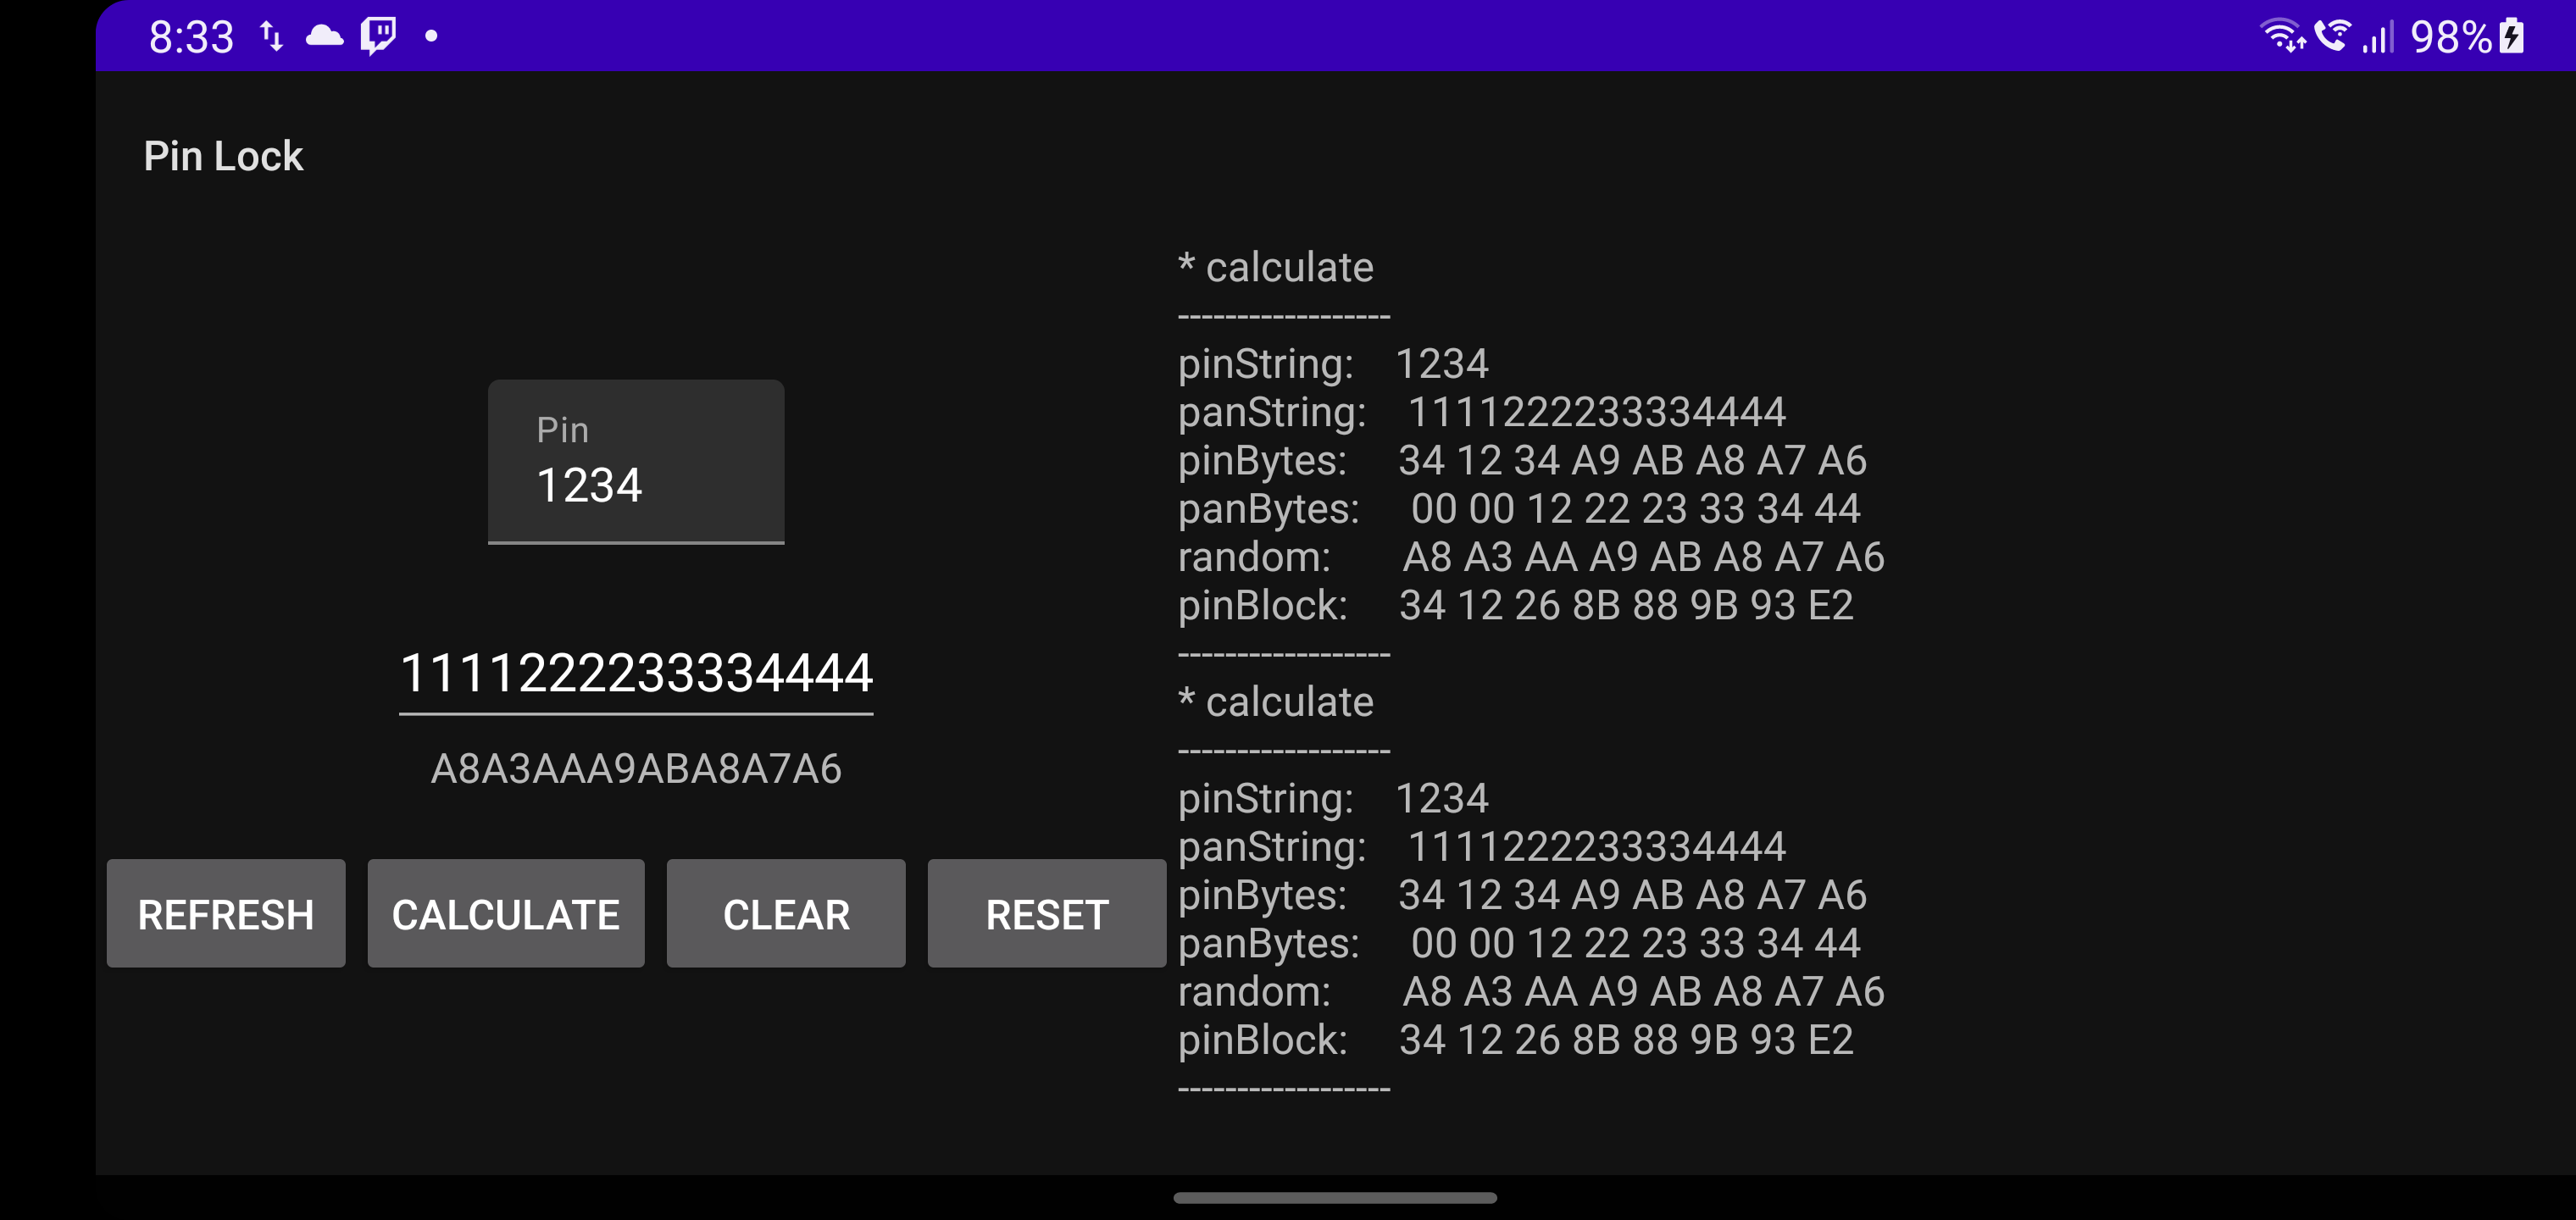 8:33 98%
Pin Lock
Pin
1234
1111222233334444
A8A3AAA9ABA8A7A6
REFRESH CALCULATE CLEAR RESET
* calculate
------------------
pinString: 1234
panString: 1111222233334444
pinBytes: 34 12 34 A9 AB A8 A7 A6
panBytes: 00 00 12 22 23 33 34 44
random: A8 A3 AA A9 AB A8 A7 A6
pinBlock: 34 12 26 8B 88 9B 93 E2
------------------
* calculate
------------------
pinString: 1234
panString: 1111222233334444
pinBytes: 34 12 34 A9 AB A8 A7 A6
panBytes: 00 00 12 22 23 33 34 44
random: A8 A3 AA A9 AB A8 A7 A6
pinBlock: 34 12 26 8B 88 9B 93 E2
------------------